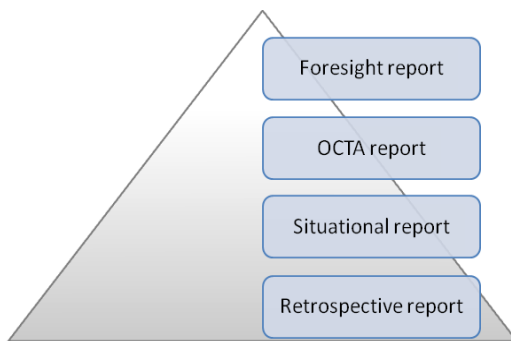 Foresight report
OCTA report
Situational report
Retrospective report